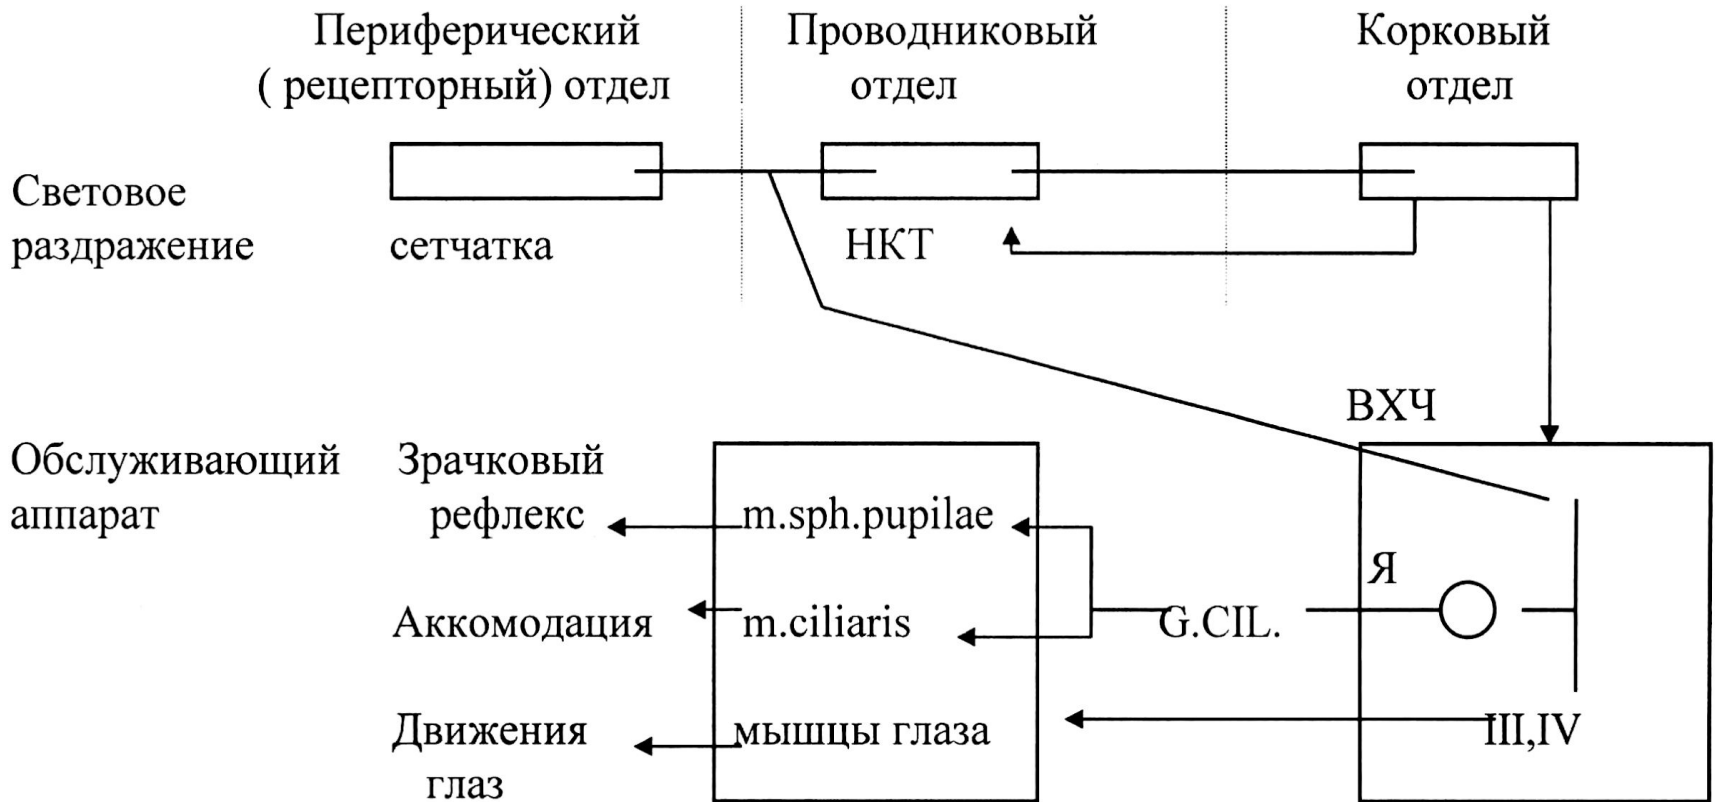 Периферический
( рецепторный) отдел
Проводниковый
отдел
Корковый
отдел
Световое
раздражение
сетчатка
НКТ
ВХЧ
Обслуживающий
аппарат
Зрачковый
рефлекс
m.sph.pupilae
Я
Аккомодация
m.ciliaris
G.CIL.
Движения
глаз
мышцы глаза
III,IV